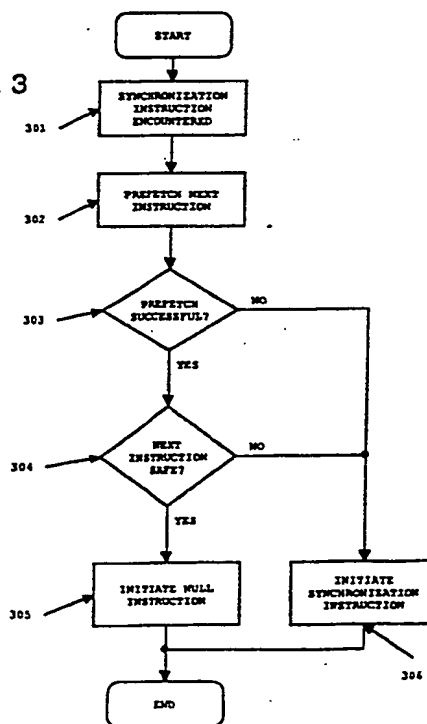 START
3
SYNCHRONIZATION
INSTRUCTION
ENCOUNTERED
301
PREFETCH NEXT
INSTRUCTION
302
PREFETCH
SUCCESSFUL?
NO
303
YES
NEXT
INSTRUCTION
SAFE?
NO
304
YES
INITIATE NULL
INSTRUCTION
INITIATE
SYNCHRONIZATION
INSTRUCTION
305
306
END